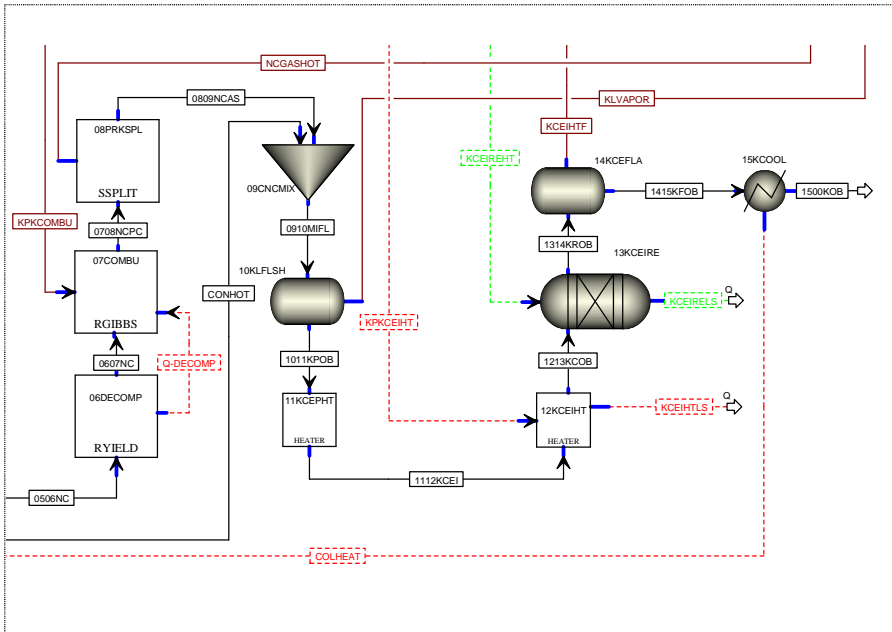 NCGASHOT
0809NCAS
KLVAPOR
08PRKSPL
SSPLIT
KCEIHTF
KCEIREHT
14KCEFLA
15KCOOL
09CNCMIX
1415KFOB
1500KOB
KPKCOMBU
0708NCPC
0910MIFL
1314KROB
13KCEIRE
07COMBU
10KLFLSH
CONHOT
KCEIRELS
Q
RGIBBS
KPKCEIHT
0607NC
Q-DECOMP
1011KPOB
1213KCOB
06DECOMP
11KCEPHT
12KCEIHT
KCEIHTLS
Q
HEATER
HEATER
RYIELD
1112KCEI
0506NC
COLHEAT